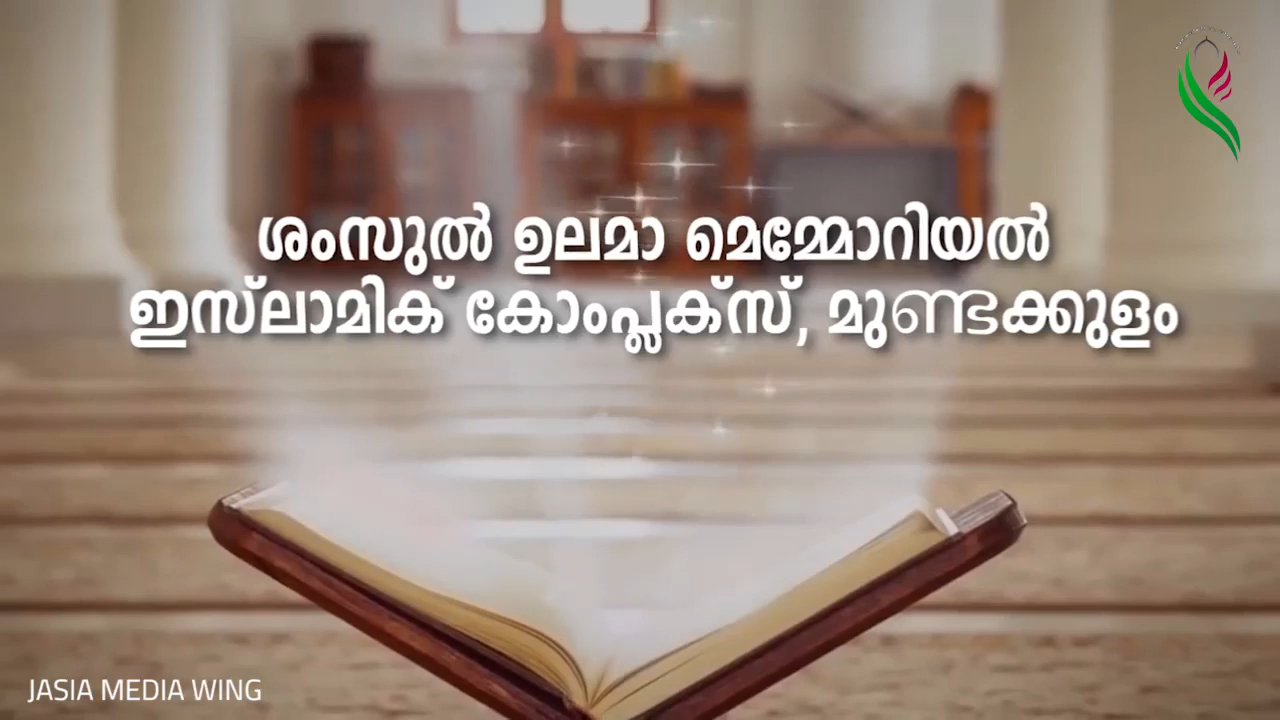 ശംസുൽ ഉലമാ മെമ്മോറിയൽ
ഇസ്‌ലാമിക് കോംപ്ലക്സ്, മുണ്ടക്കുളം
JASIA MEDIA WING